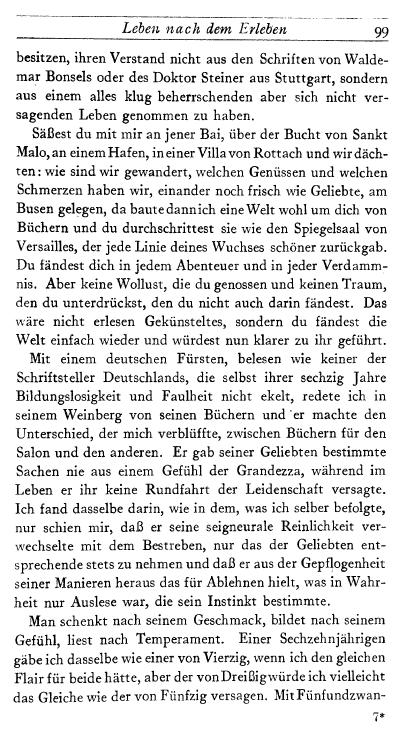 Leben nach dem Erleben 99
besitzen, ihren Verstand nicht aus den Schriften von Walde-
mar Bonsels oder des Doktor Steiner aus Stuttgart, sondern
aus einem alles klug beherrschenden aber sich nicht ver-
sagenden Leben genommen zu haben.
Säßest du mit mir an jener Bai, über der Bucht von Sankt
Malo, an einem Hafen, in einer Villa von Rottach und wir däch-
ten: wie sind wir gewandert, welchen Genüssen und welchen
Schmerzen haben wir, einander noch frisch wie Geliebte, am
Busen gelegen, da baute dann ich eine Welt wohl um dich von
Büchern und du durchschrittest sie wie den Spiegelsaal von
Versailles, der jede Linie deines Wuchses schöner zurückgab.
Du fändest dich in jedem Abenteuer und in jeder Verdamm-
nis. Aber keine Wollust, die du genossen und keinen Traum,
den du unterdrückst, den du nicht auch darin fändest. Das
wäre nicht erlesen Gekünsteltes, sondern du fändest die
Welt einfach wieder und würdest nun klarer zu ihr geführt.
Mit einem deutschen Fürsten, belesen wie keiner der
Schriftsteller Deutschlands, die selbst ihrer sechzig Jahre
Bildungslosigkeit und Faulheit nicht ekelt, redete ich in
seinem Weinberg von seinen Büchern und er machte den
Unterschied, der mich verblüffte, zwischen Büchern für den
Salon und den anderen. Er gab seiner Geliebten bestimmte
Sachen nie aus einem Gefühl der Grandezza, während im
Leben er ihr keine Rundfahrt der Leidenschaft versagte.
Ich fand dasselbe darin, wie in dem, was ich selber befolgte,
nur schien mir, daß er seine seigneurale Reinlichkeit ver-
wechselte mit dem Bestreben, nur das der Geliebten ent-
sprechende stets zu nehmen und daß er aus der Gepflogenheit
seiner Manieren heraus das für Ablehnen hielt, was in Wahr-
heit nur Auslese war, die sein Instinkt bestimmte.
Man schenkt nach seinem Geschmack, bildet nach seinem
Gefühl, liest nach Temperament. Einer Sechzehnjährigen
gäbe ich dasselbe wie einer von Vierzig, wenn ich den gleichen
Flair für beide hätte, aber der von Dreißig würde ich vielleicht
das Gleiche wie der von Fünfzig versagen. Mit Fünfundzwan-
7*